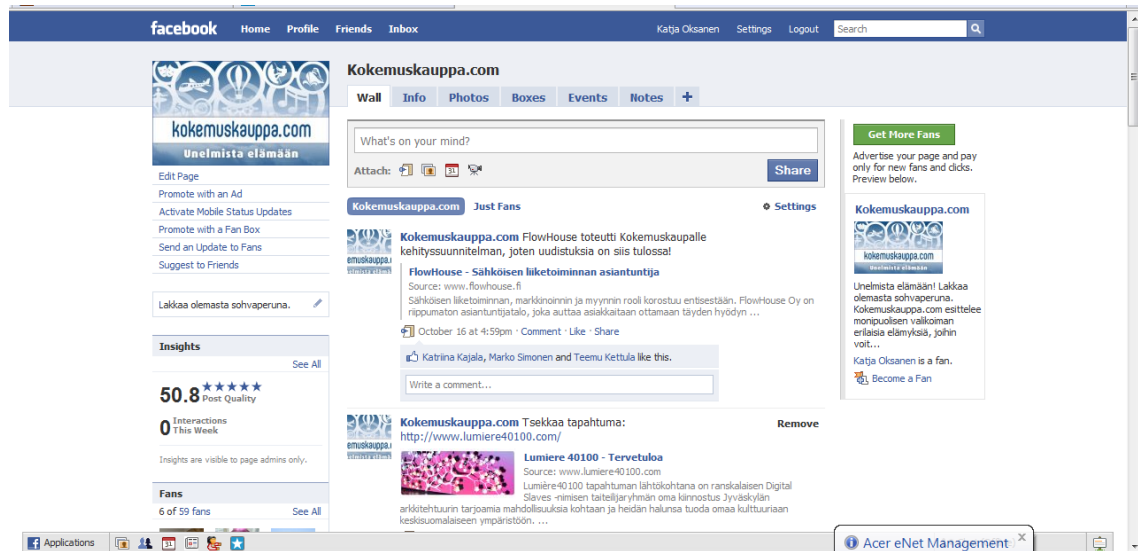 facebook Home Profile Friends Inbox Katja Oksanen Settings Logout Search
kokemuskauppa.com
Unelmista elämään
Edit Page
Promote with an Ad
Activate Mobile Status Updates
Promote with a Fan Box
Send an Update to Fans
Suggest to Friends
Lakkaa olemasta sohvaperuna.
Insights
See All
50.8 Post Quality
0 Interactions
This Week
Insights are visible to page admins only.
Fans
6 of 59 fans See All
Kokemuskauppa.com
Wall Info Photos Boxes Events Notes +
What's on your mind?
Attach: 31 Share
Kokemuskauppa.com Just Fans Settings
Kokemuskauppa.com FlowHouse toteutti Kokemuskaupalle
kehityssuunnitelman, joten uudistuksia on siis tulossa!
FlowHouse - Sähköisen liiketoiminnan asiantuntija
Source: www.flowhouse.fi
Sähköisen liiketoiminnan, markkinoinnin ja myynnin rooli korostuu entisestään. FlowHouse Oy on
riippumaton asiantuntijatalo, joka auttaa asiakkaitaan ottamaan täyden hyödyn ...
October 16 at 4:59pm · Comment · Like · Share
Katriina Kajala, Marko Simonen and Teemu Kettula like this.
Write a comment...
Kokemuskauppa.com Tsekkaa tapahtuma: Remove
http://www.lumiere40100.com/
emuskauppa.
Lumiere 40100 - Tervetuloa
Source: www.lumiere40100.com
Lumière40100 tapahtuman lähtökohtana on ranskalaisen Digital
Slaves -nimisen taiteilijaryhmän oma kiinnostus Jyväskylän
arkkitehtuurin tarjoamia mahdollisuuksia kohtaan ja heidän halunsa tuoda omaa kulttuuriaan
keskisuomalaiseen ympäristöön. ...
Get More Fans
Advertise your page and pay
only for new fans and clicks.
Preview below.
Kokemuskauppa.com
kokemuskauppa.com
Unelmista elämään
Unelmista elämään! Lakkaa
olemasta sohvaperuna.
Kokemuskauppa.com esittelee
monipuolisen valikoiman
erilaisia elämyksiä, joihin
voit...
Katja Oksanen is a fan.
Become a Fan
Applications 31
Acer eNet Management X